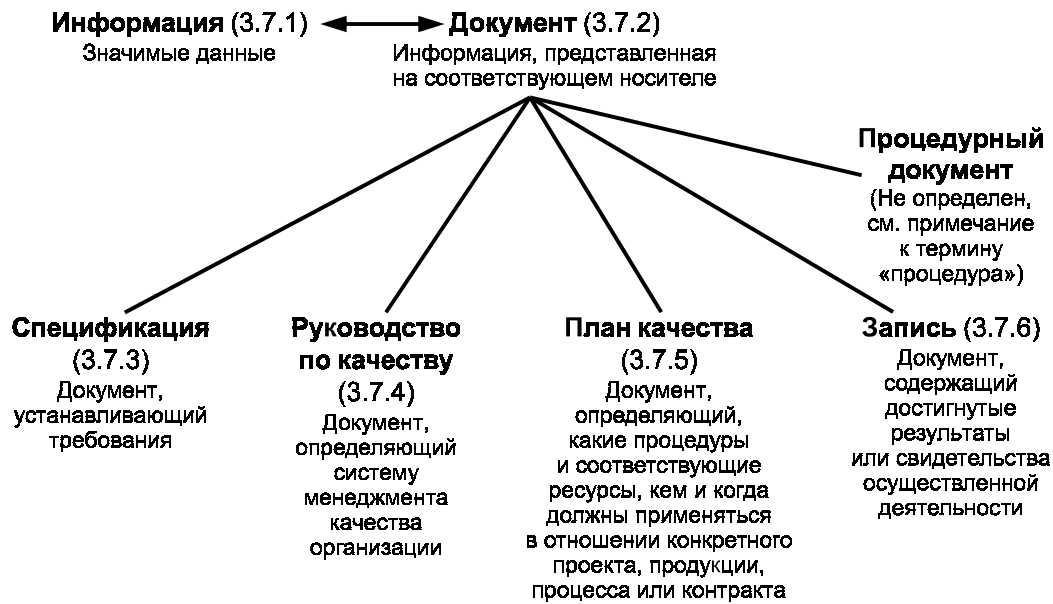 Информация (3.7.1)
Значимые данные
Документ (3.7.2)
Информация, представленная
на соответствующем носителе
Процедурный
документ
(Не определен,
см. примечание
к термину
«процедура»)
Спецификация
(3.7.3)
Документ,
устанавливающий
требования
Руководство
по качеству
(3.7.4)
Документ,
определяющий
систему
менеджмента
качества
организации
План качества
(3.7.5)
Документ,
определяющий,
какие процедуры
и соответствующие
ресурсы, кем и когда
должны применяться
в отношении конкретного
проекта, продукции,
процесса или контракта
Запись (3.7.6)
Документ,
содержащий
достигнутые
результаты
или свидетельства
осуществленной
деятельности